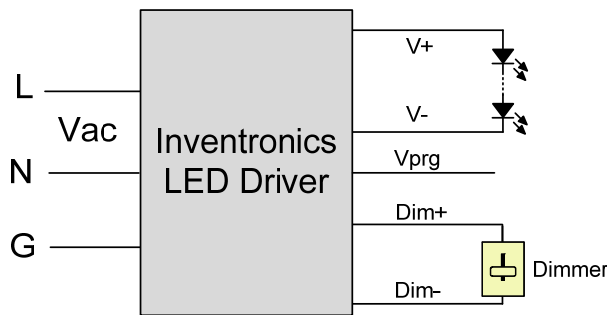 L
Vac
N
G
Inventronics
LED Driver
V+
V-
Vprg
Dim+
Dim-
Dimmer